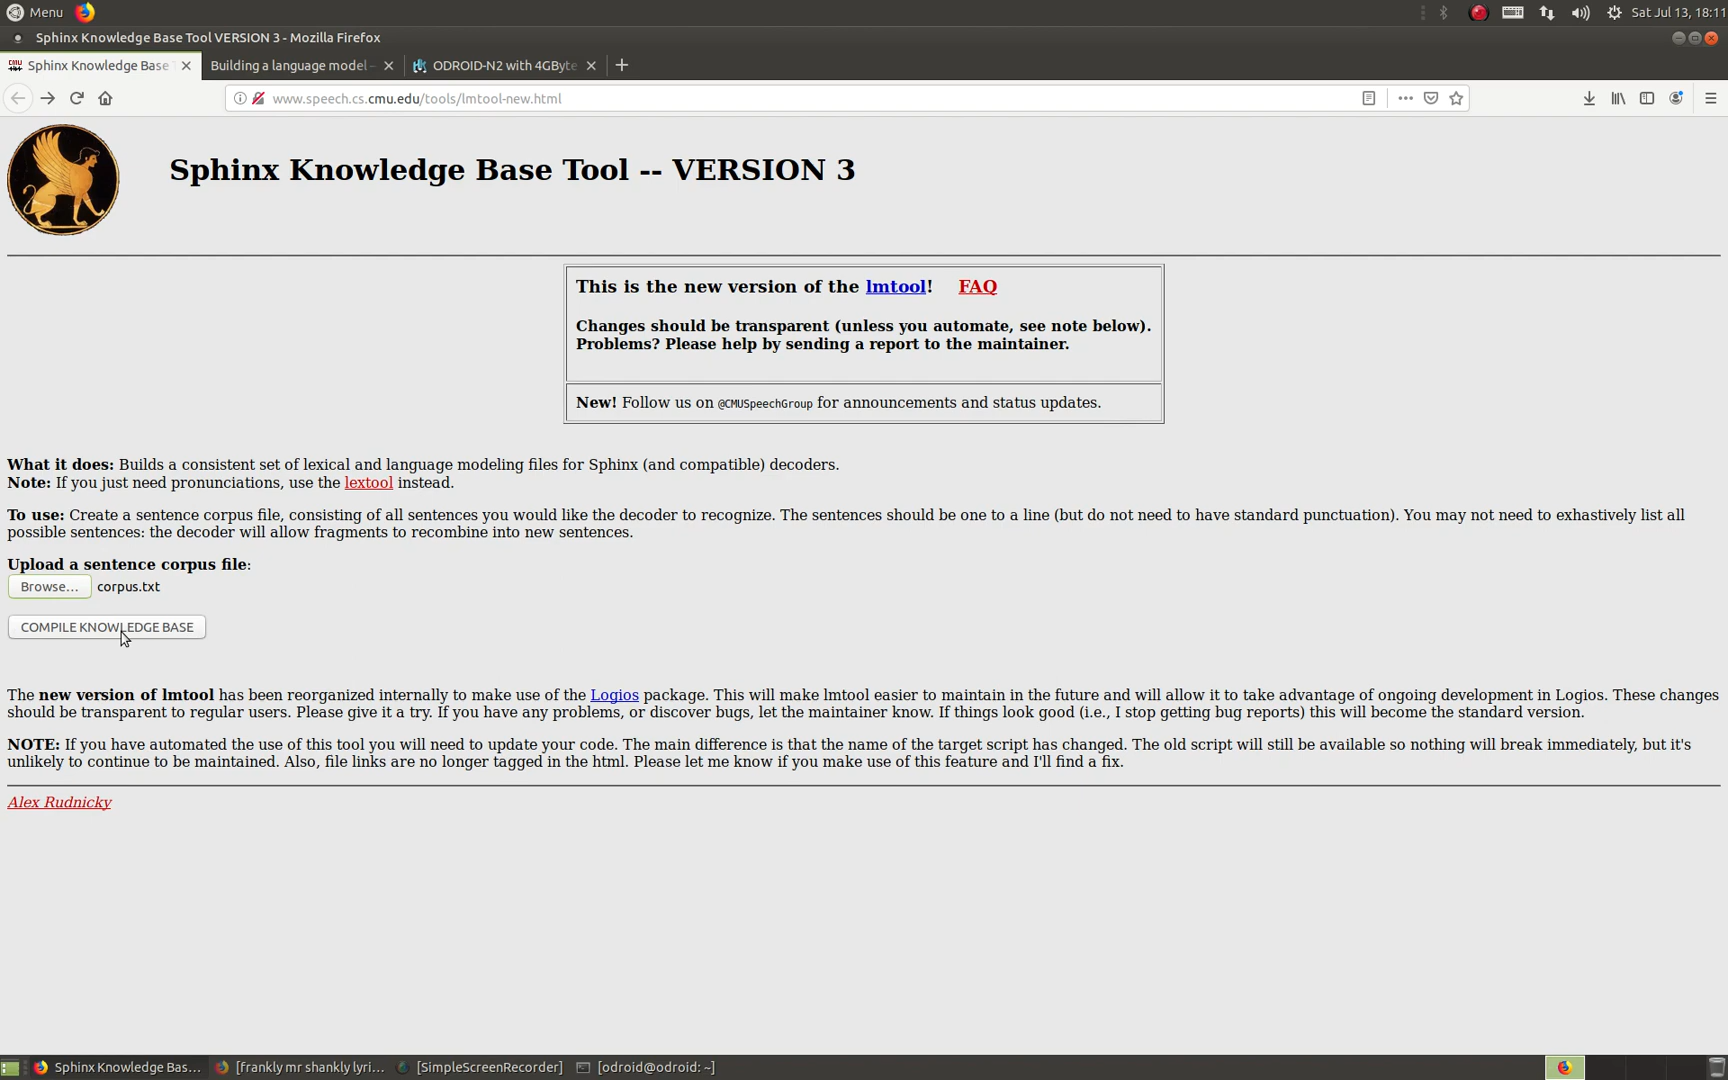 Menu
Sat Jul 13, 18:11
Sphinx Knowledge Base Tool VERSION 3 - Mozilla Firefox
Sphinx Knowledge Base
Building a language model –
ODROID-N2 with 4GByte
www.speech.cs.cmu.edu/tools/lmtool-new.html
Sphinx Knowledge Base Tool -- VERSION 3
This is the new version of the lmtool! FAQ
Changes should be transparent (unless you automate, see note below).
Problems? Please help by sending a report to the maintainer.
New! Follow us on @CMUSpeechGroup for announcements and status updates.
What it does: Builds a consistent set of lexical and language modeling files for Sphinx (and compatible) decoders.
Note: If you just need pronunciations, use the lextool instead.
To use: Create a sentence corpus file, consisting of all sentences you would like the decoder to recognize. The sentences should be one to a line (but do not need to have standard punctuation). You may not need to exhastively list all
possible sentences: the decoder will allow fragments to recombine into new sentences.
Upload a sentence corpus file:
Browse... corpus.txt
COMPILE KNOWLEDGE BASE
The new version of lmtool has been reorganized internally to make use of the Logios package. This will make lmtool easier to maintain in the future and will allow it to take advantage of ongoing development in Logios. These changes
should be transparent to regular users. Please give it a try. If you have any problems, or discover bugs, let the maintainer know. If things look good (i.e., I stop getting bug reports) this will become the standard version.
NOTE: If you have automated the use of this tool you will need to update your code. The main difference is that the name of the target script has changed. The old script will still be available so nothing will break immediately, but it's
unlikely to continue to be maintained. Also, file links are no longer tagged in the html. Please let me know if you make use of this feature and I'll find a fix.
Alex Rudnicky
Sphinx Knowledge Bas...
[frankly mr shankly lyri...
[SimpleScreenRecorder]
[odroid@odroid: ~]